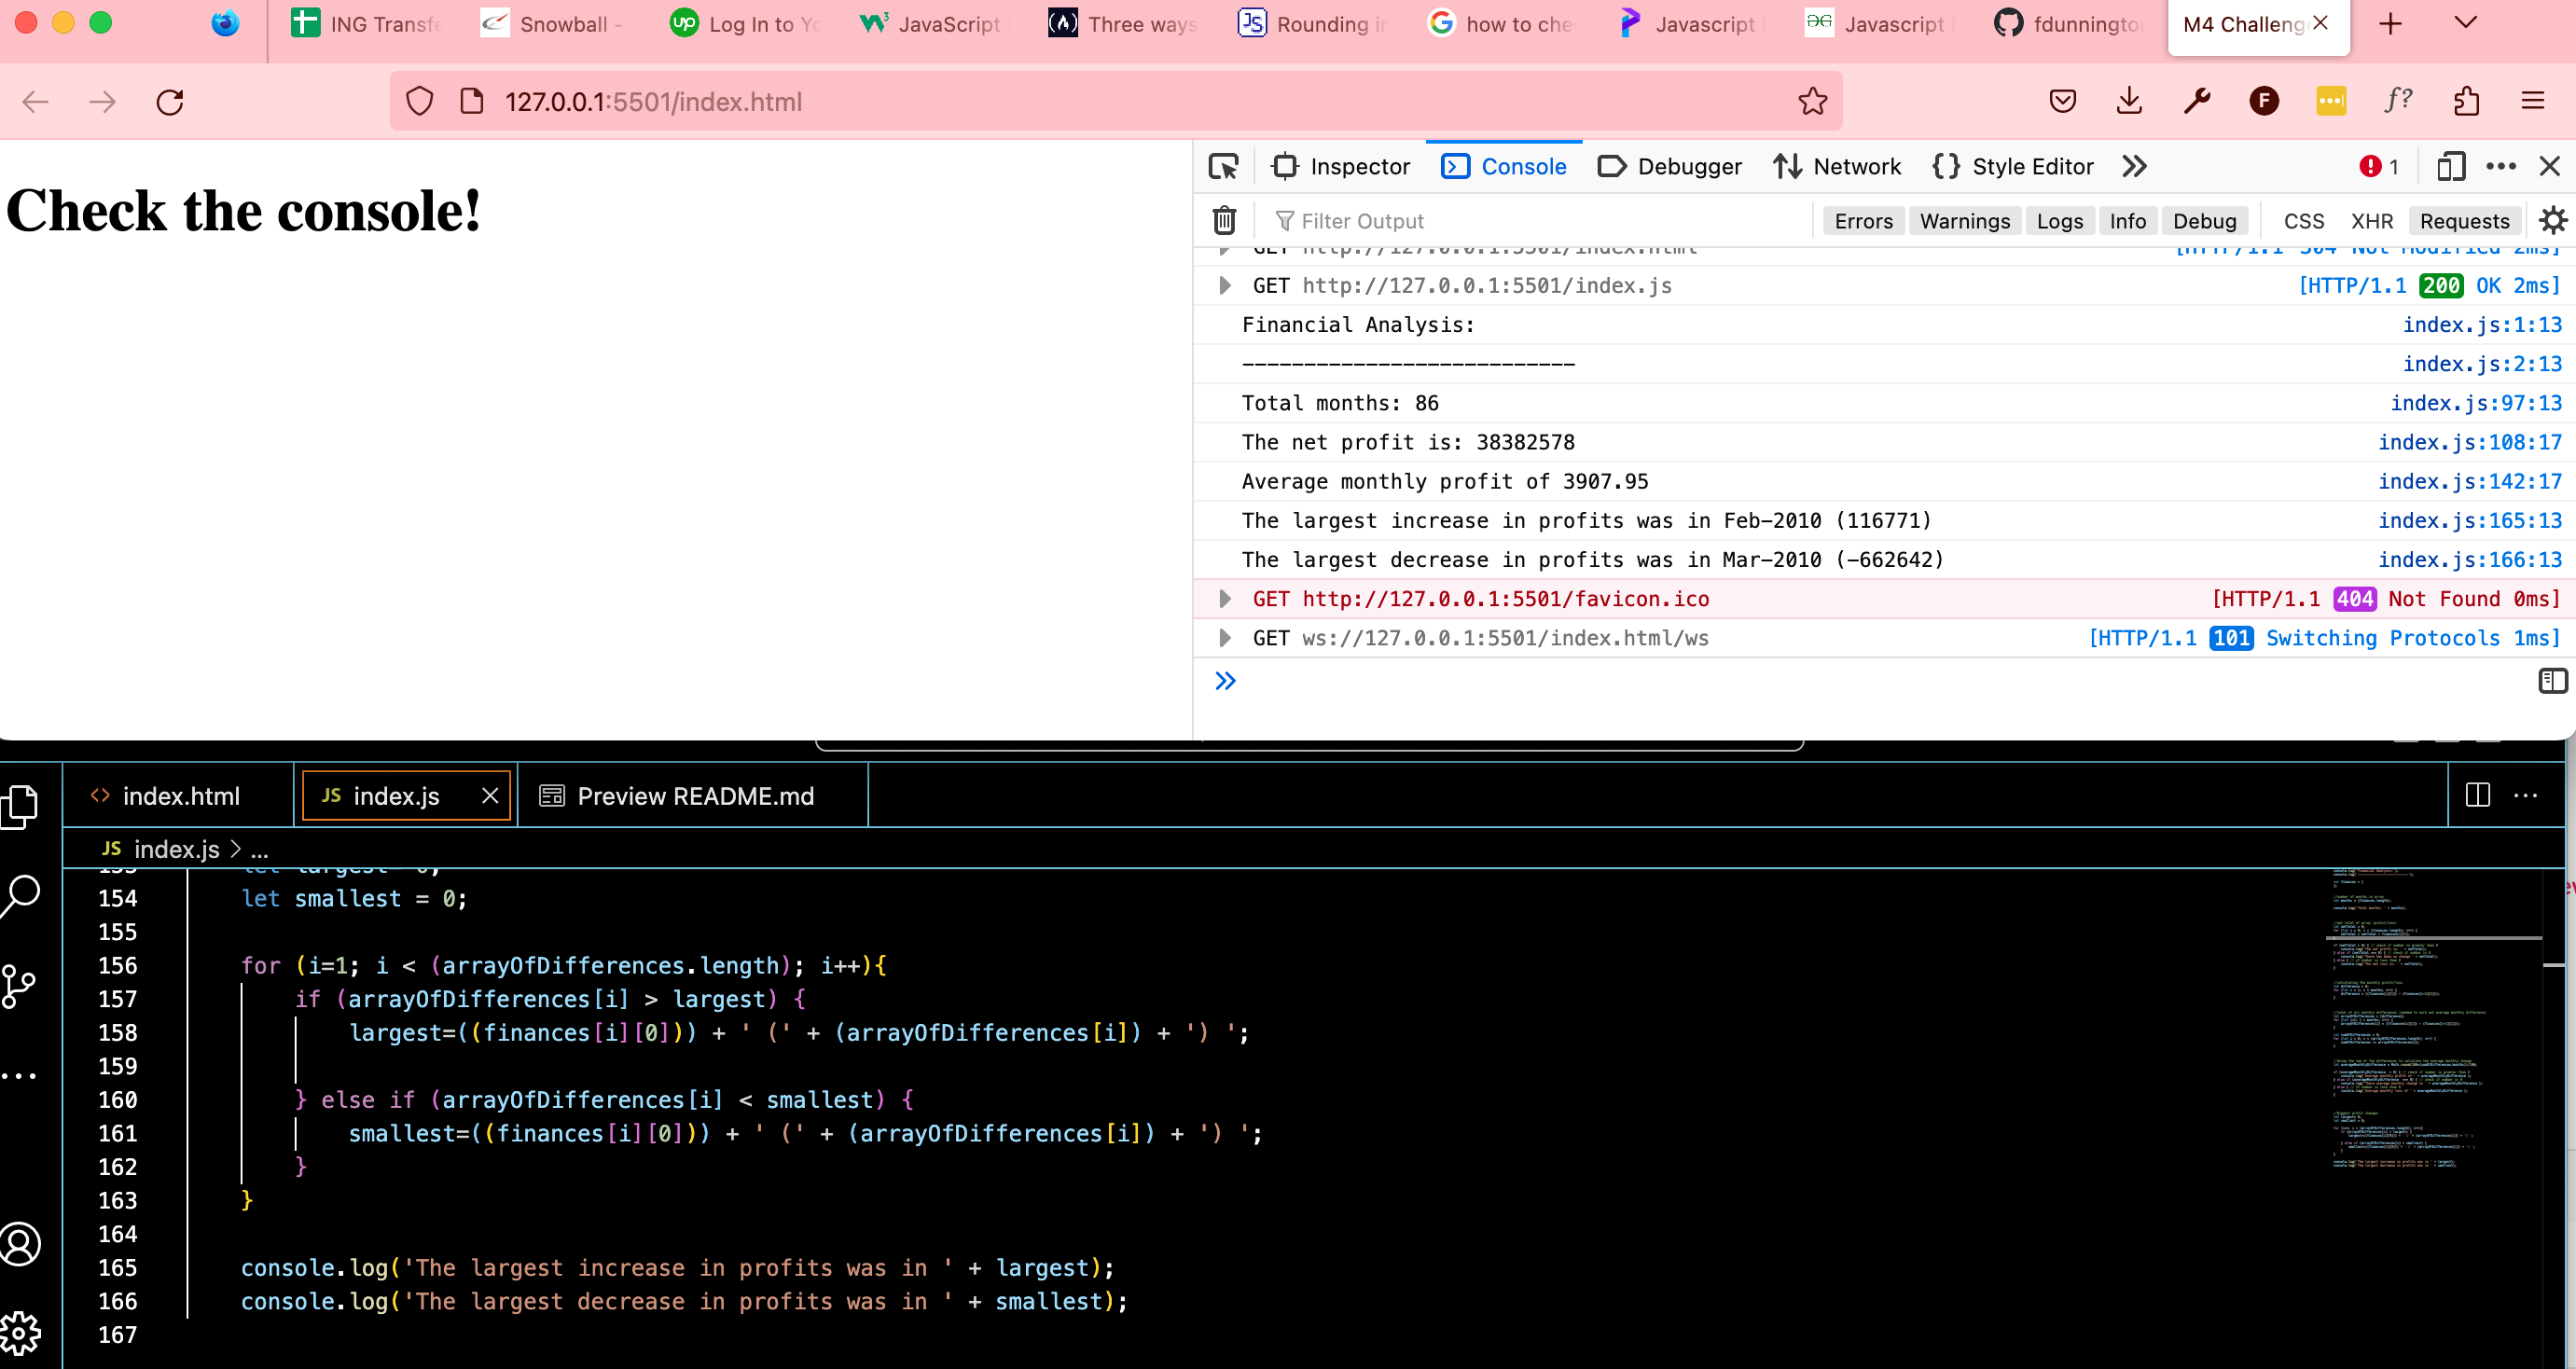 ING Transfe
Snowball -
Log In to Yo
JavaScript
Three ways
Rounding in
how to che
Javascript
Javascript
fdunningto
M4 Challeng
127.0.0.1:5501/index.html
Check the console!
Inspector Console Debugger Network Style Editor 1
Filter Output Errors Warnings Logs Info Debug CSS XHR Requests
GET http://127.0.0.1:5501/index.html [HTTP/1.1 304 Not Modified 2ms]
GET http://127.0.0.1:5501/index.js [HTTP/1.1 200 OK 2ms]
Financial Analysis: index.js:1:13
--------------------------- index.js:2:13
Total months: 86 index.js:97:13
The net profit is: 38382578 index.js:108:17
Average monthly profit of 3907.95 index.js:142:17
The largest increase in profits was in Feb-2010 (116771) index.js:165:13
The largest decrease in profits was in Mar-2010 (-662642) index.js:166:13
GET http://127.0.0.1:5501/favicon.ico [HTTP/1.1 404 Not Found 0ms]
GET ws://127.0.0.1:5501/index.html/ws [HTTP/1.1 101 Switching Protocols 1ms]
index.html
JS index.js
Preview README.md
JS index.js > ...
153 let largest= 0;
154 let smallest = 0;
155
156 for (i=1; i < (arrayOfDifferences.length); i++){
157 if (arrayOfDifferences[i] > largest) {
158 largest=((finances[i][0])) + ' (' + (arrayOfDifferences[i]) + ') ';
159
160 } else if (arrayOfDifferences[i] < smallest) {
161 smallest=((finances[i][0])) + ' (' + (arrayOfDifferences[i]) + ') ';
162 }
163 }
164
165 console.log('The largest increase in profits was in ' + largest);
166 console.log('The largest decrease in profits was in ' + smallest);
167